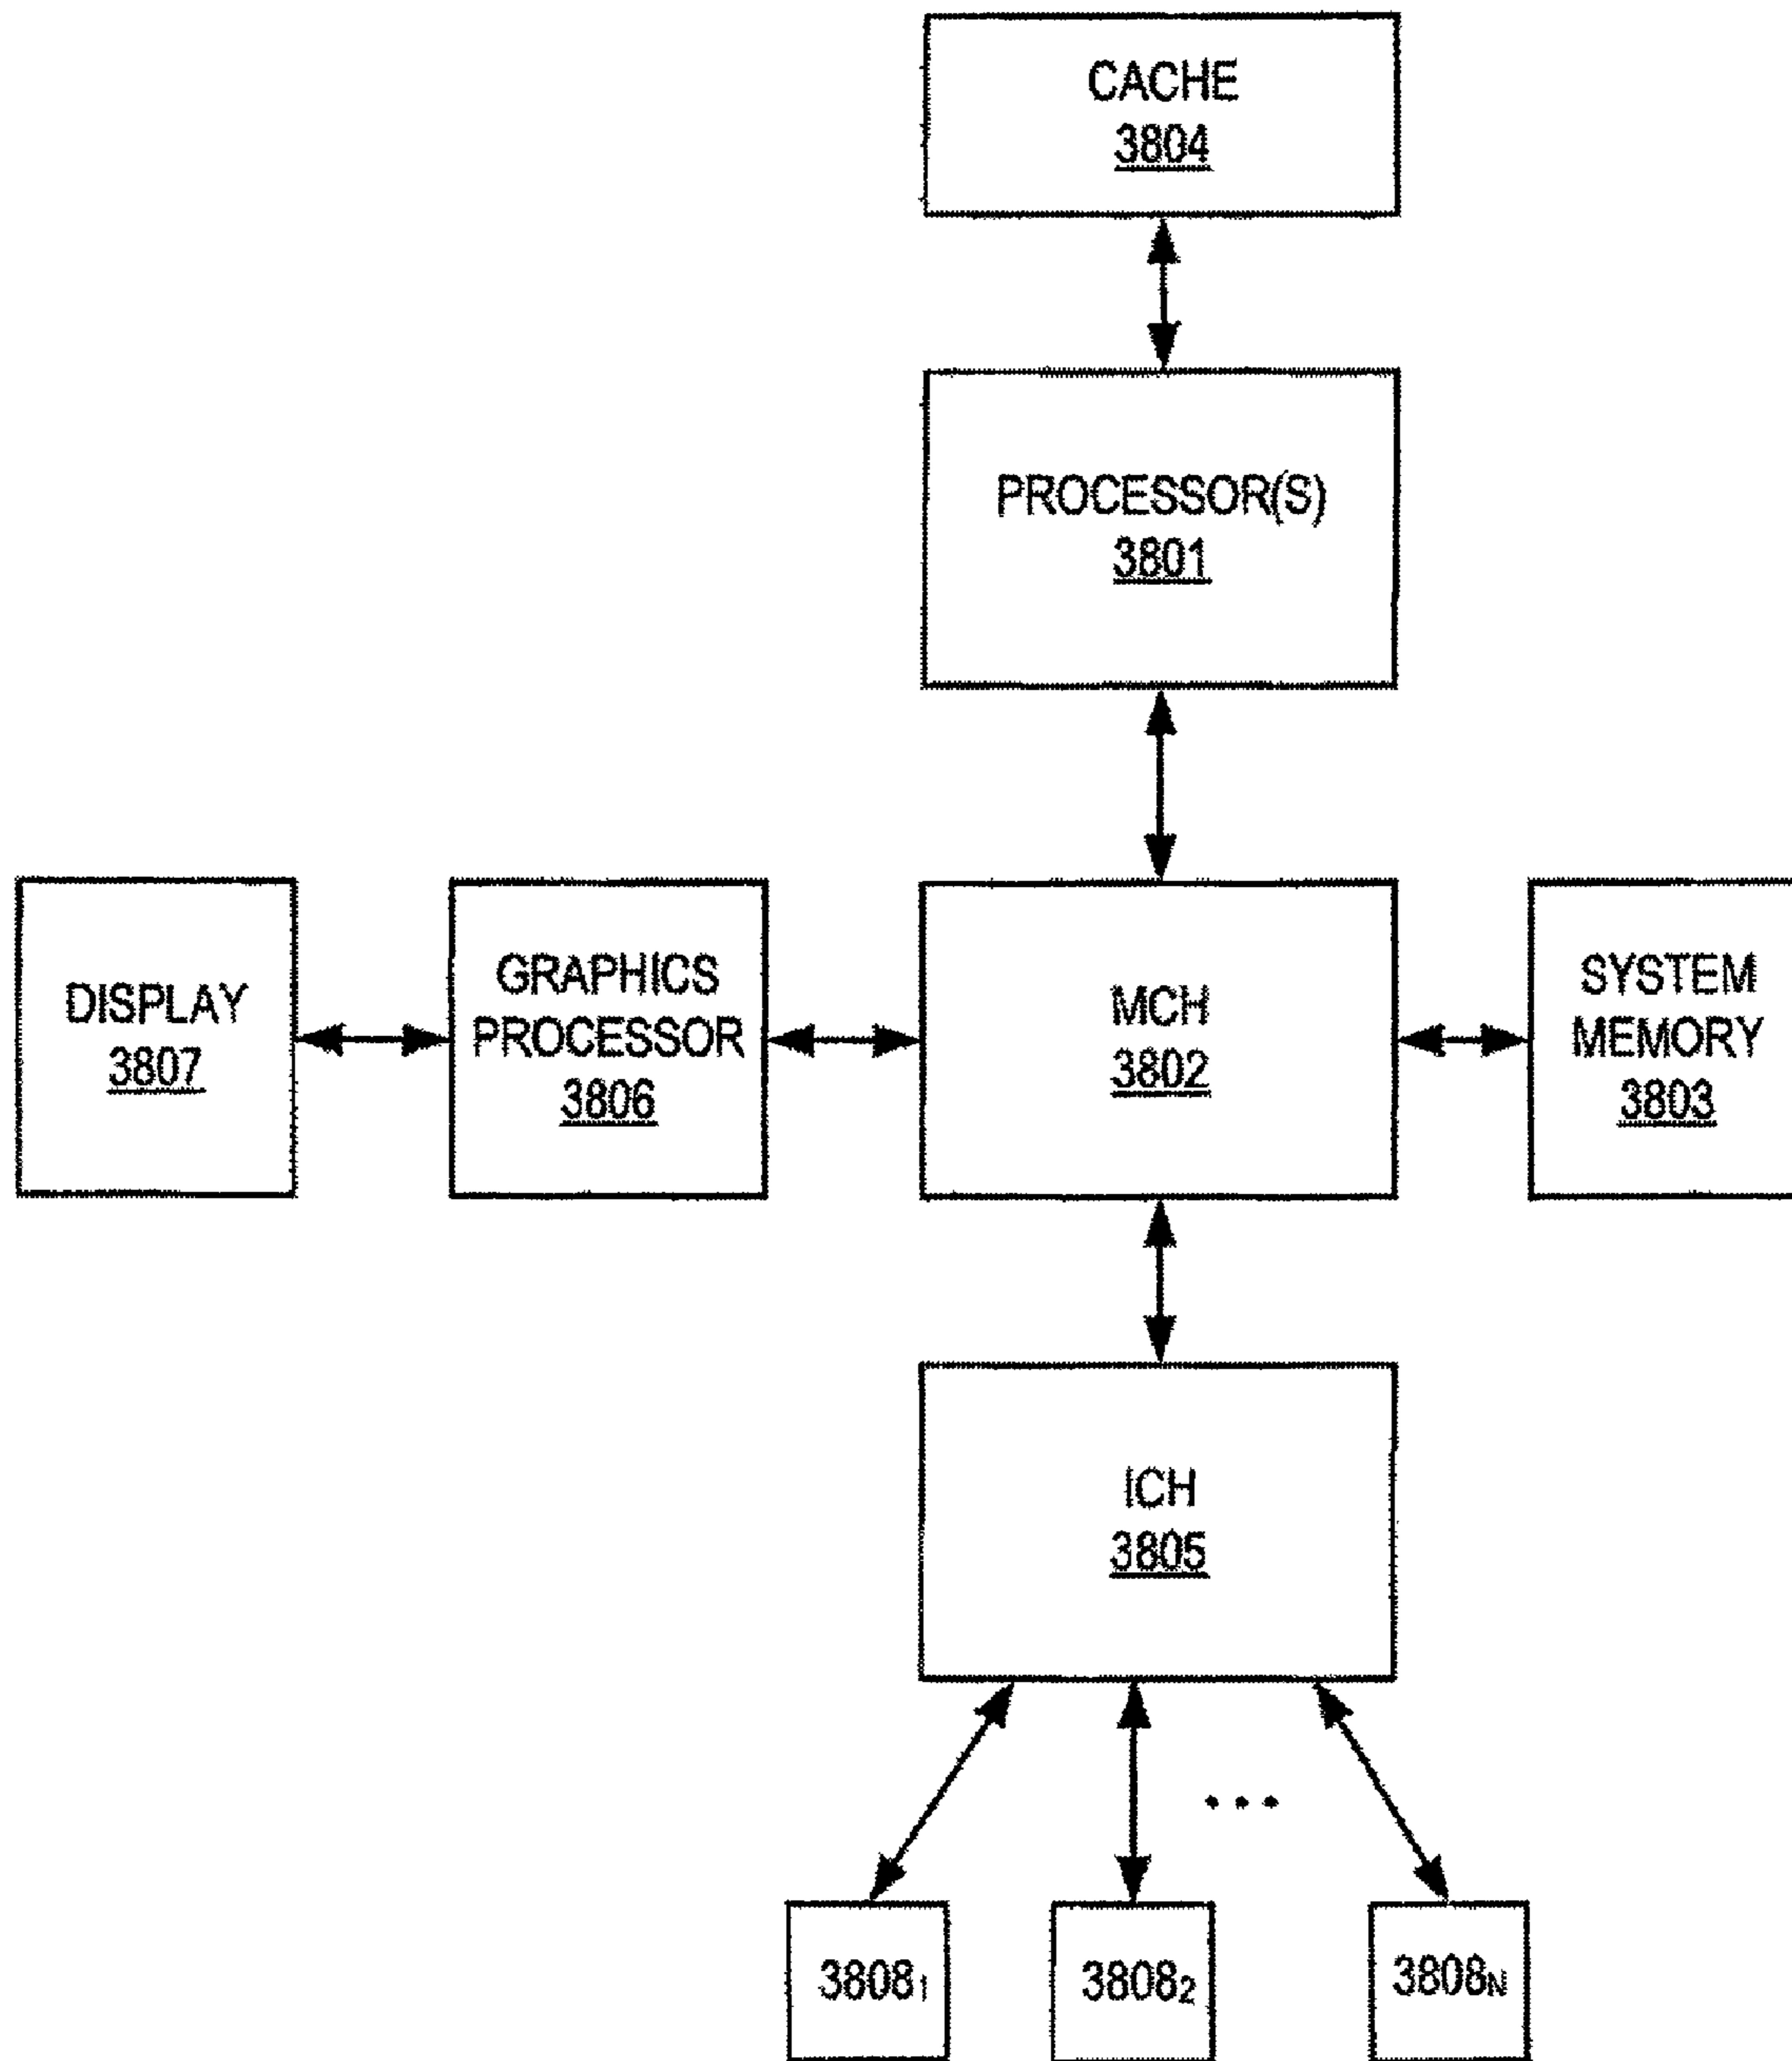 CACHE
3804
PROCESSOR(S)
3801
DISPLAY
3807
GRAPHICS
PROCESSOR
3806
MCH
3802
SYSTEM
MEMORY
3803
ICH
3805
...
3808₁
3808₂
3808N